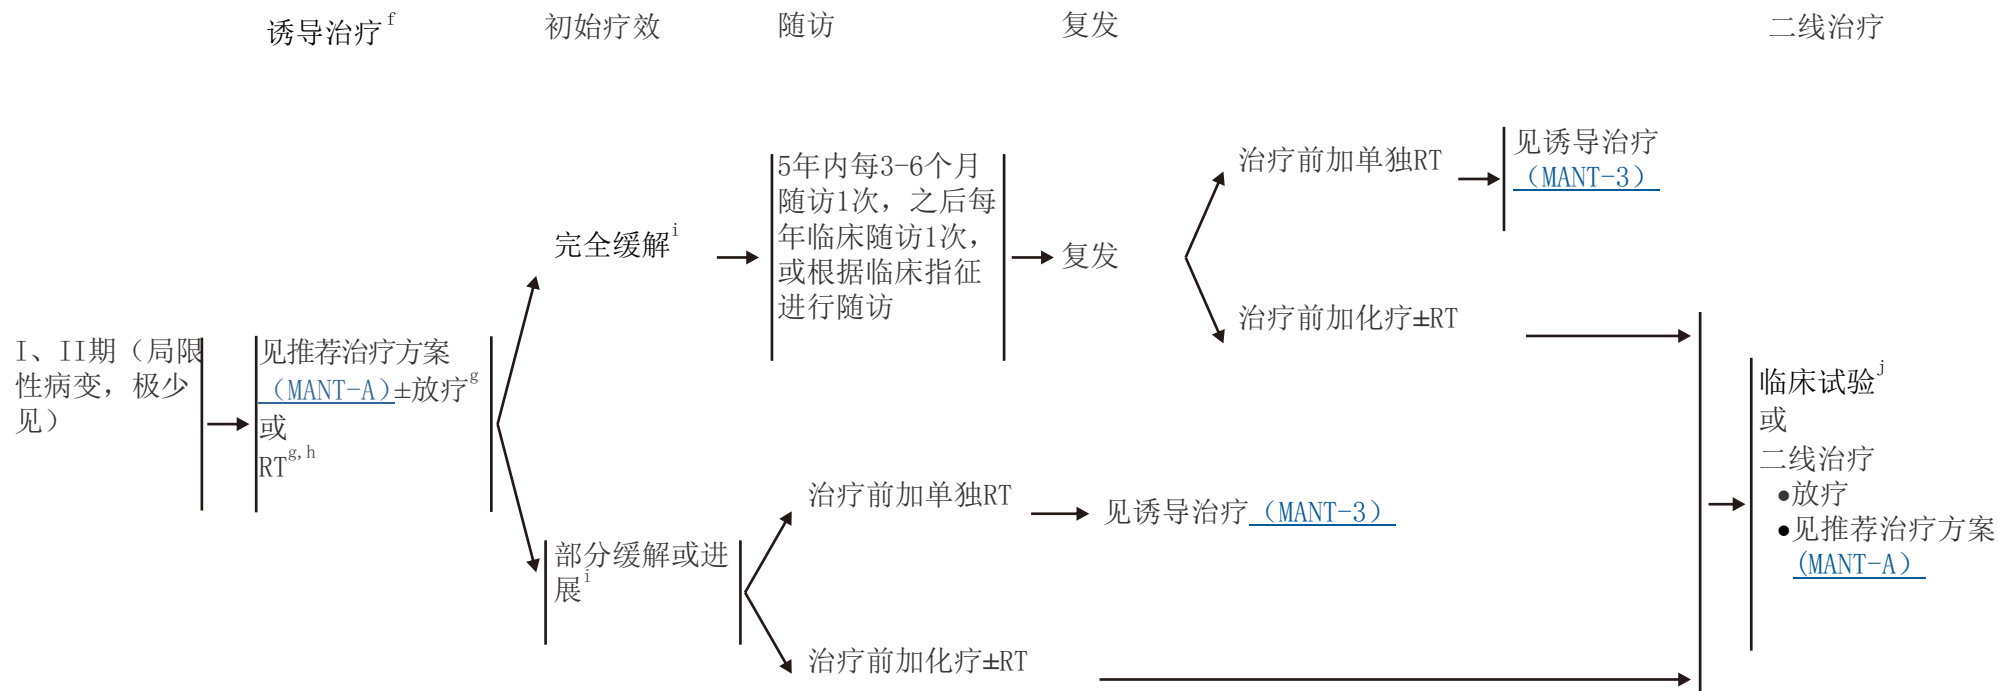 诱导治疗f
初始疗效
随访
复发
二线治疗
I、II期（局限
性病变，极少
见）
见推荐治疗方案
（MANT-A）±放疗g
或
RTg,h
完全缓解i
5年内每3-6个月
随访1次，之后每
年临床随访1次，
或根据临床指征
进行随访
复发
治疗前加单独RT
见诱导治疗
（MANT-3）
治疗前加化疗±RT
部分缓解或进
展i
治疗前加单独RT
见诱导治疗（MANT-3）
治疗前加化疗±RT
临床试验j
或
二线治疗
●放疗
●见推荐治疗方案
(MANT-A）